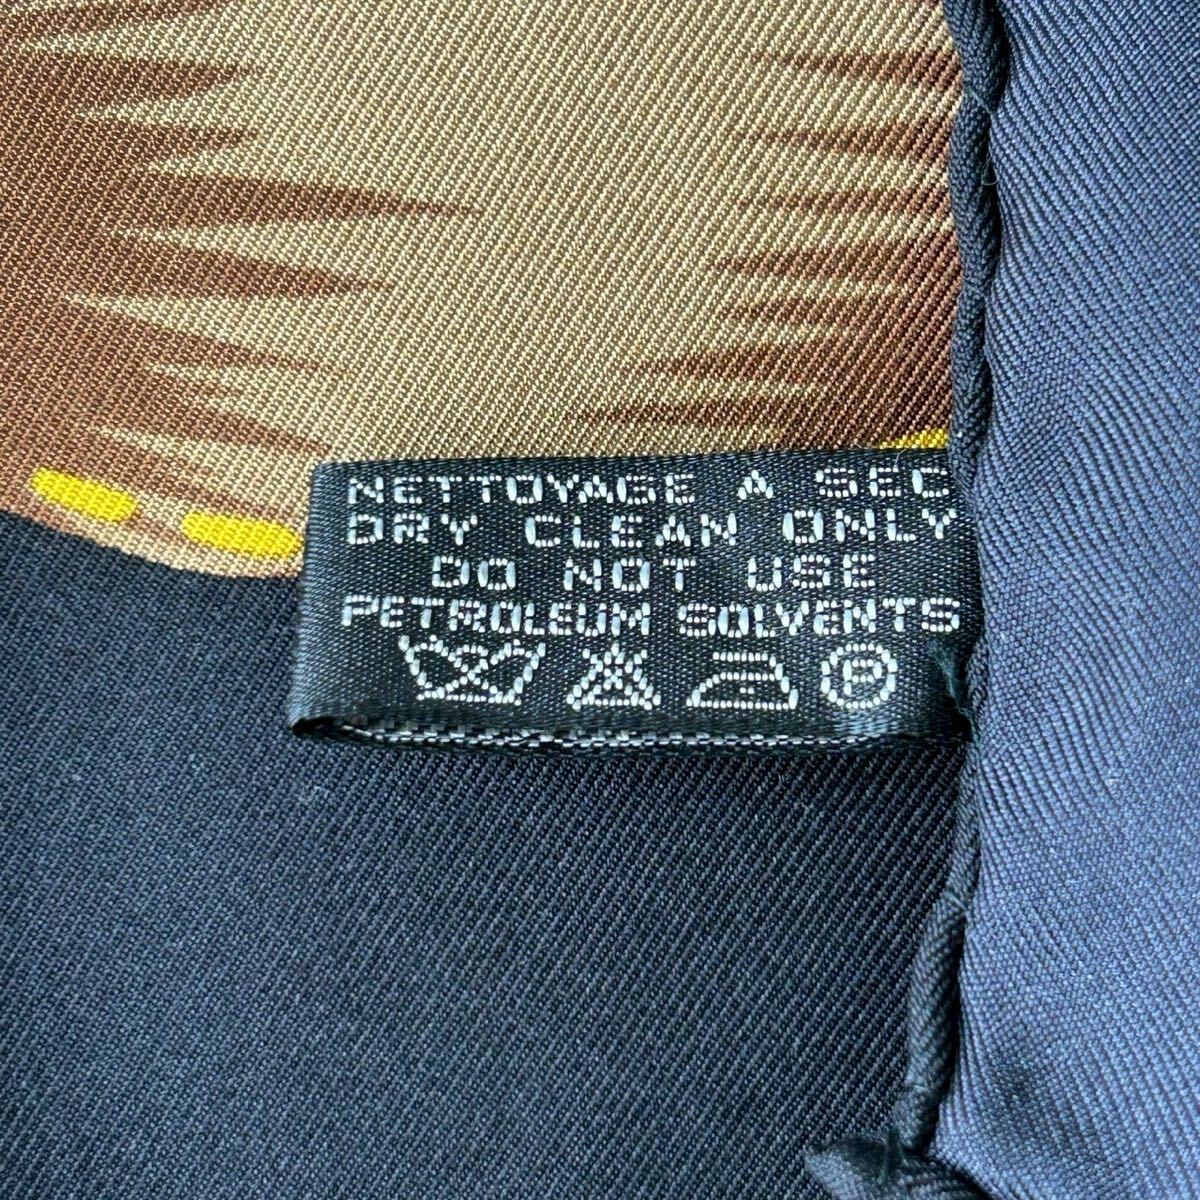 NETTOYAGE A SEC
DRY CLEAN ONLY
DO NOT USE
PETROLEUM SOLVENTS
P